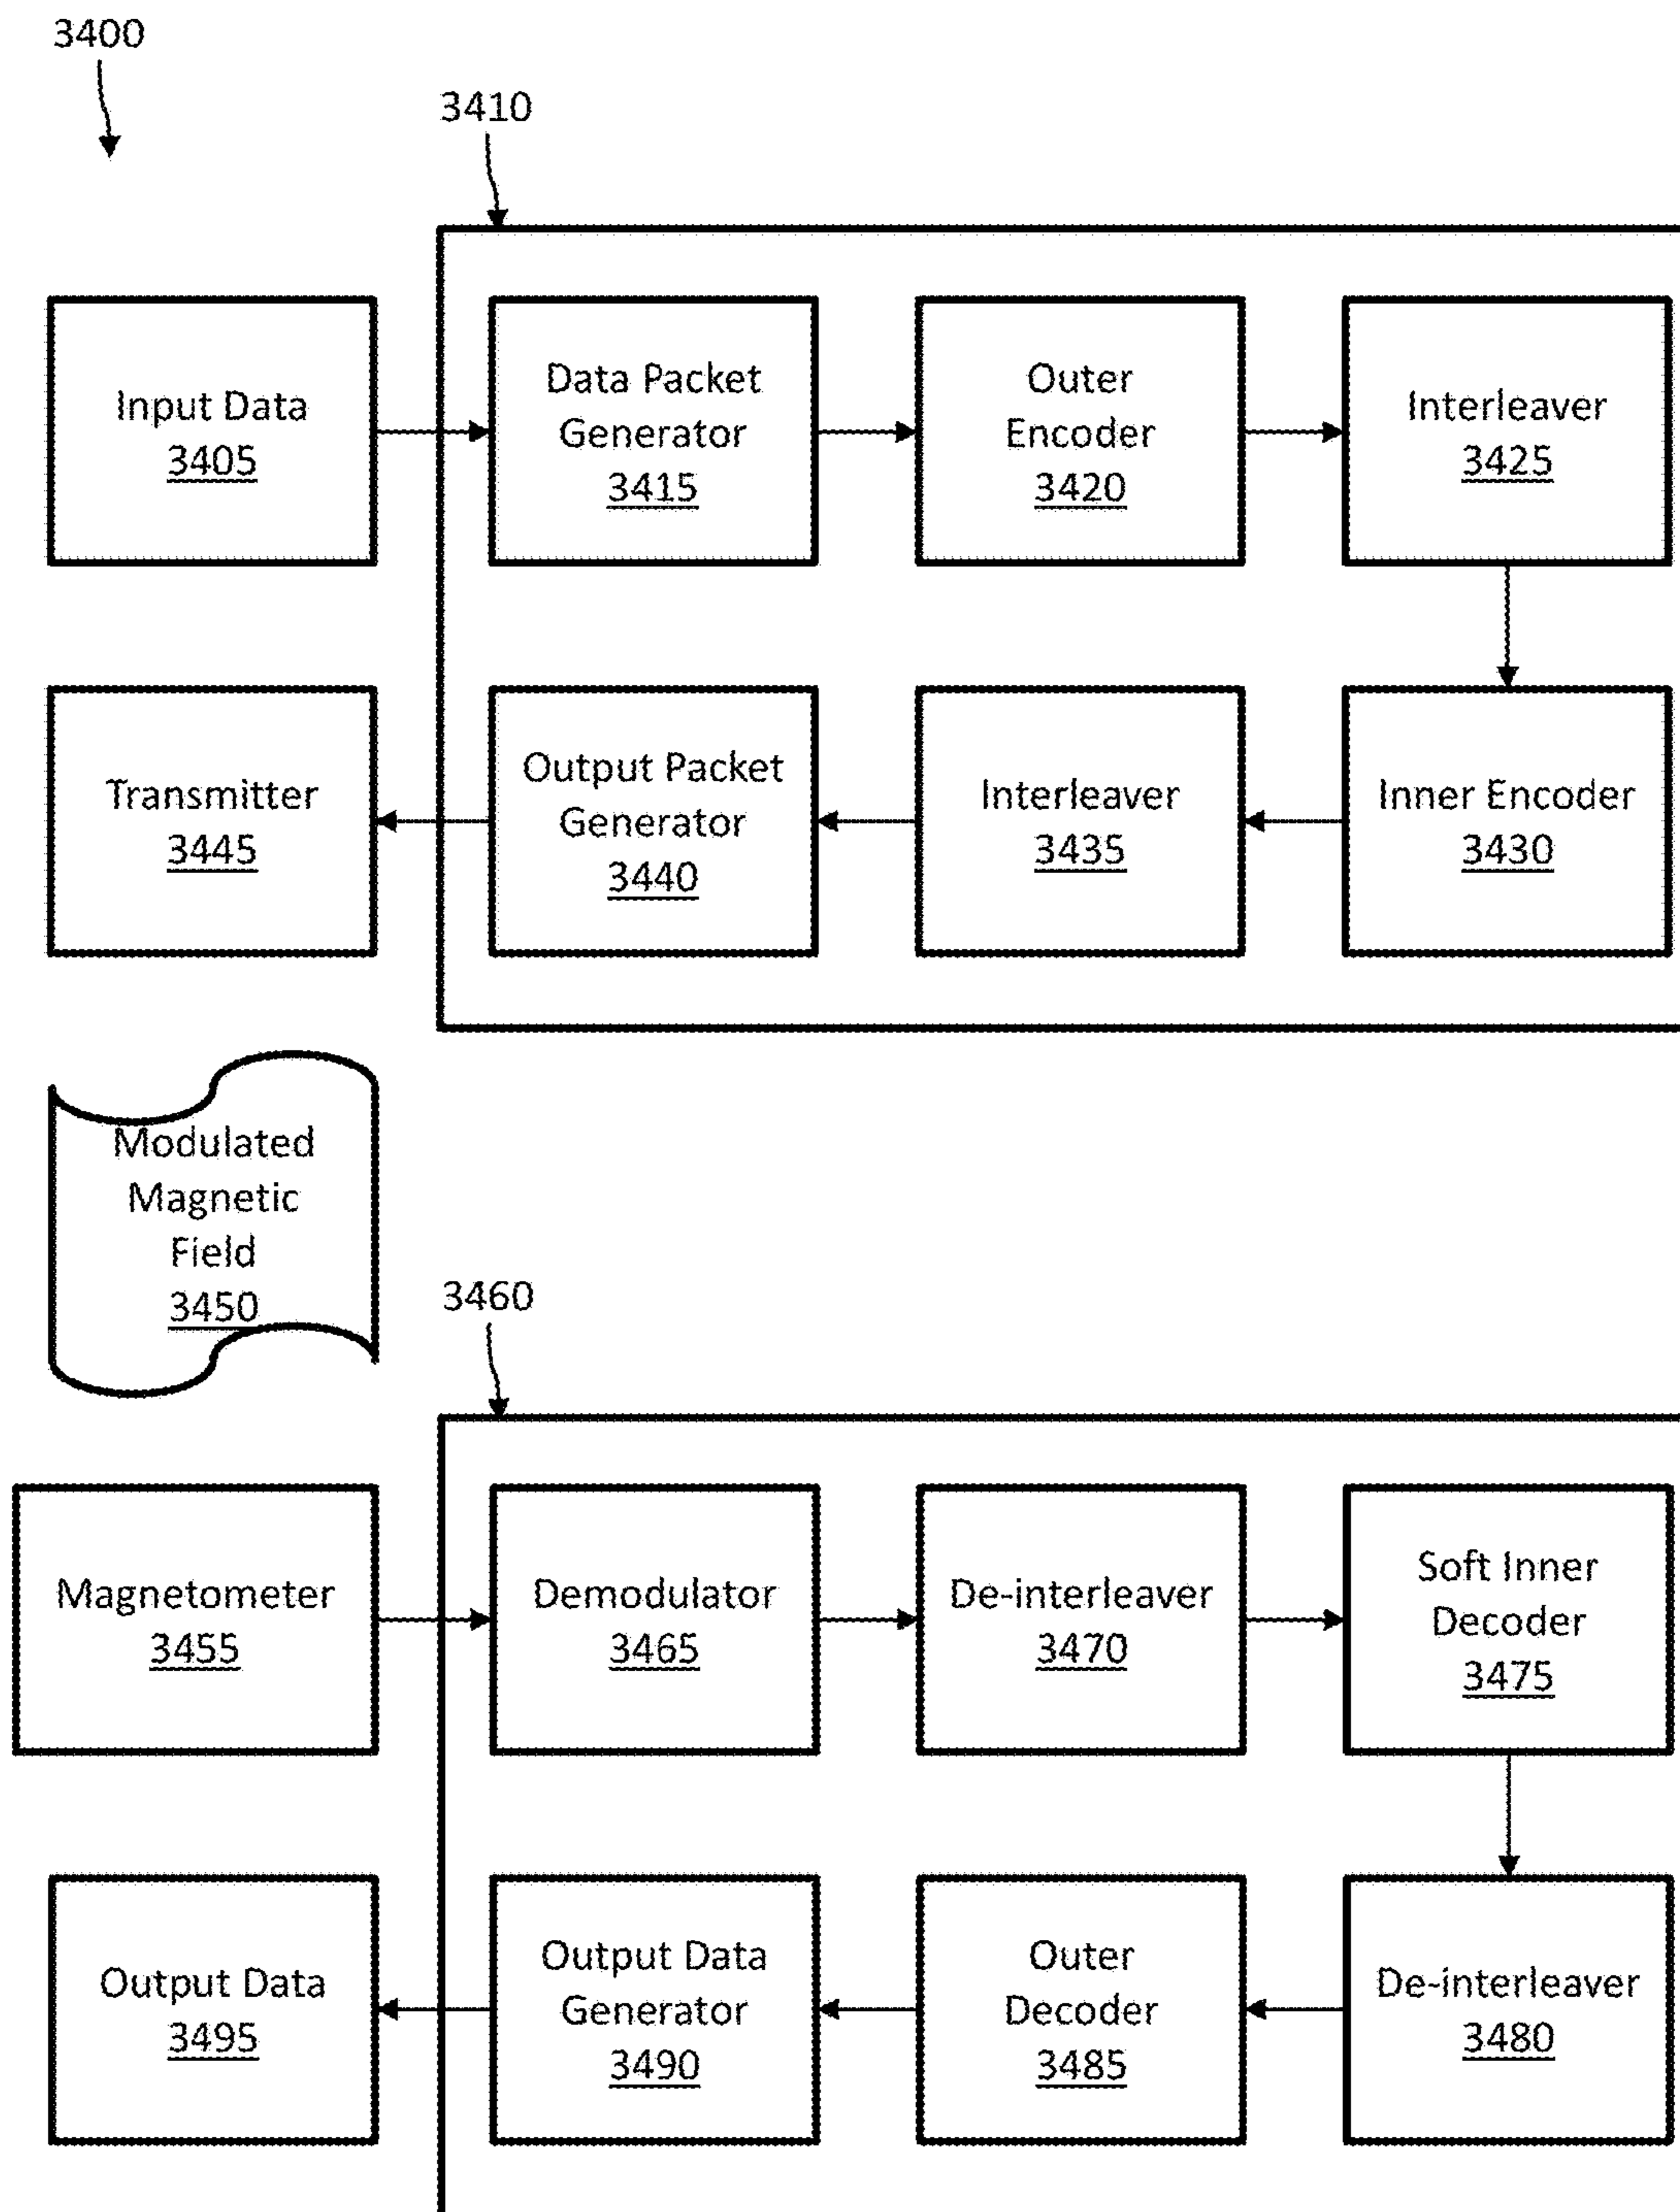 3400
3410
Input Data
3405
Data Packet
Generator
3415
Outer
Encoder
3420
Interleaver
3425
Transmitter
3445
Output Packet
Generator
3440
Interleaver
3435
Inner Encoder
3430
Modulated
Magnetic
Field
3450
3460
Magnetometer
3455
Demodulator
3465
De-interleaver
3470
Soft Inner
Decoder
3475
Output Data
3495
Output Data
Generator
3490
Outer
Decoder
3485
De-interleaver
3480